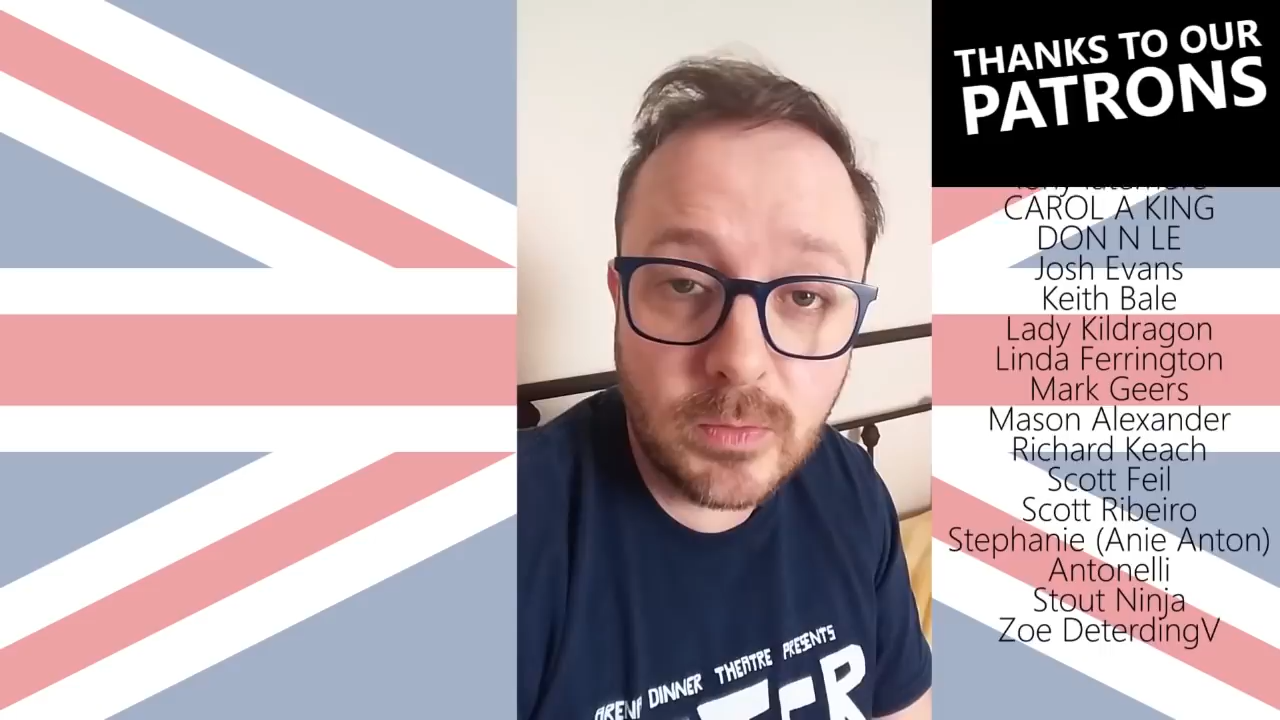 THANKS TO OUR
PATRONS
CAROL A KING
DON N LE
Josh Evans
Keith Bale
Lady Kildragon
Linda Ferrington
Mark Geers
Mason Alexander
Richard Keach
Scott Feil
Scott Ribeiro
Stephanie (Anie Anton)
Antonelli
Stout Ninja
Zoe DeterdingV
ARENA DINNER THEATRE PRESENTS